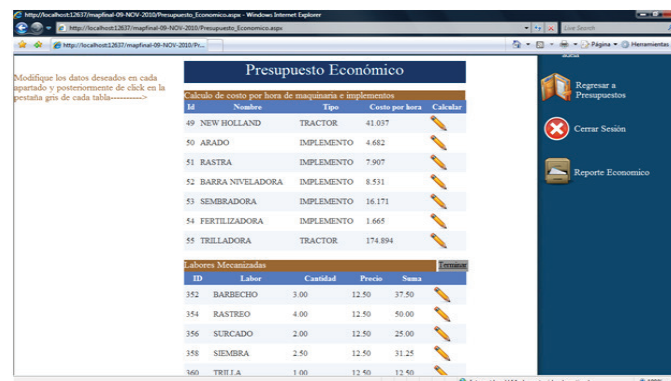 http://localhost:12637/mapfinal-09-NOV-2010/Presupuesto_Economico.aspx - Windows Internet Explorer
http://localhost:12637/mapfinal-09-NOV-2010/Presupuesto_Economico.aspx
Live Search
http://localhost:12637/mapfinal-09-NOV-2010/Pr...
Página
Herramientas
Modifique los datos deseados en cada
apartado y posteriormente de click en la
pestaña gris de cada tabla---------->
Presupuesto Económico
Calculo de costo por hora de maquinaria e implementos
Id Nombre Tipo Costo por hora Calcular
49 NEW HOLLAND TRACTOR 41.037
50 ARADO IMPLEMENTO 4.682
51 RASTRA IMPLEMENTO 7.907
52 BARRA NIVELADORA IMPLEMENTO 8.531
53 SEMBRADORA IMPLEMENTO 16.171
54 FERTILIZADORA IMPLEMENTO 1.665
55 TRILLADORA TRACTOR 174.894
Labores Mecanizadas Terminar
ID Labor Cantidad Precio Suma
352 BARBECHO 3.00 12.50 37.50
354 RASTREO 4.00 12.50 50.00
356 SURCADO 2.00 12.50 25.00
358 SIEMBRA 2.50 12.50 31.25
360 TRILLA 1.00 12.50 12.50
Regresar a
Presupuestos
Cerrar Sesión
Reporte Economico